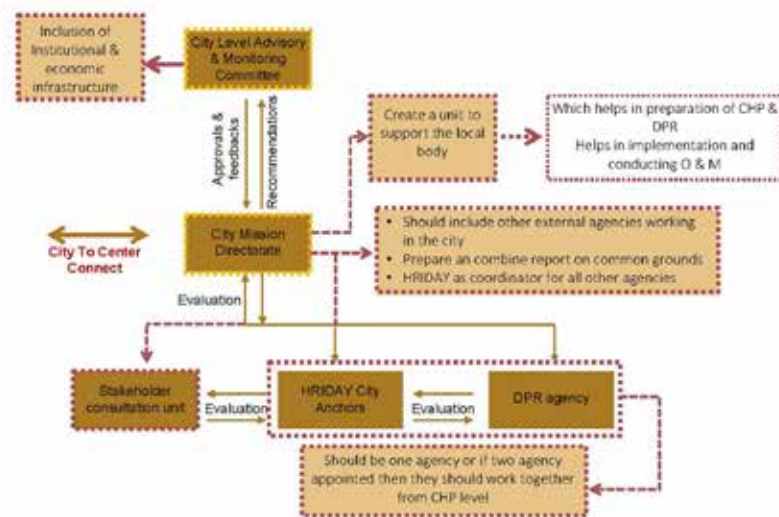 Inclusion of
Institutional &
economic
infrastructure
City Level Advisory
& Monitoring
Committee
Approvals &
feedbacks
Recommendations
Create a unit to
support the local
body
Which helps in preparation of CHP &
DPR
Helps in implementation and
conducting O & M
City To Center
Connect
City Mission
Directorate
• Should include other external agencies working
in the city
• Prepare an combine report on common grounds
• HRIDAY as coordinator for all other agencies
Evaluation
Stakeholder
consultation unit
Evaluation
HRIDAY City
Anchors
Evaluation
DPR agency
Should be one agency or if two agency
appointed then they should work together
from CHP level